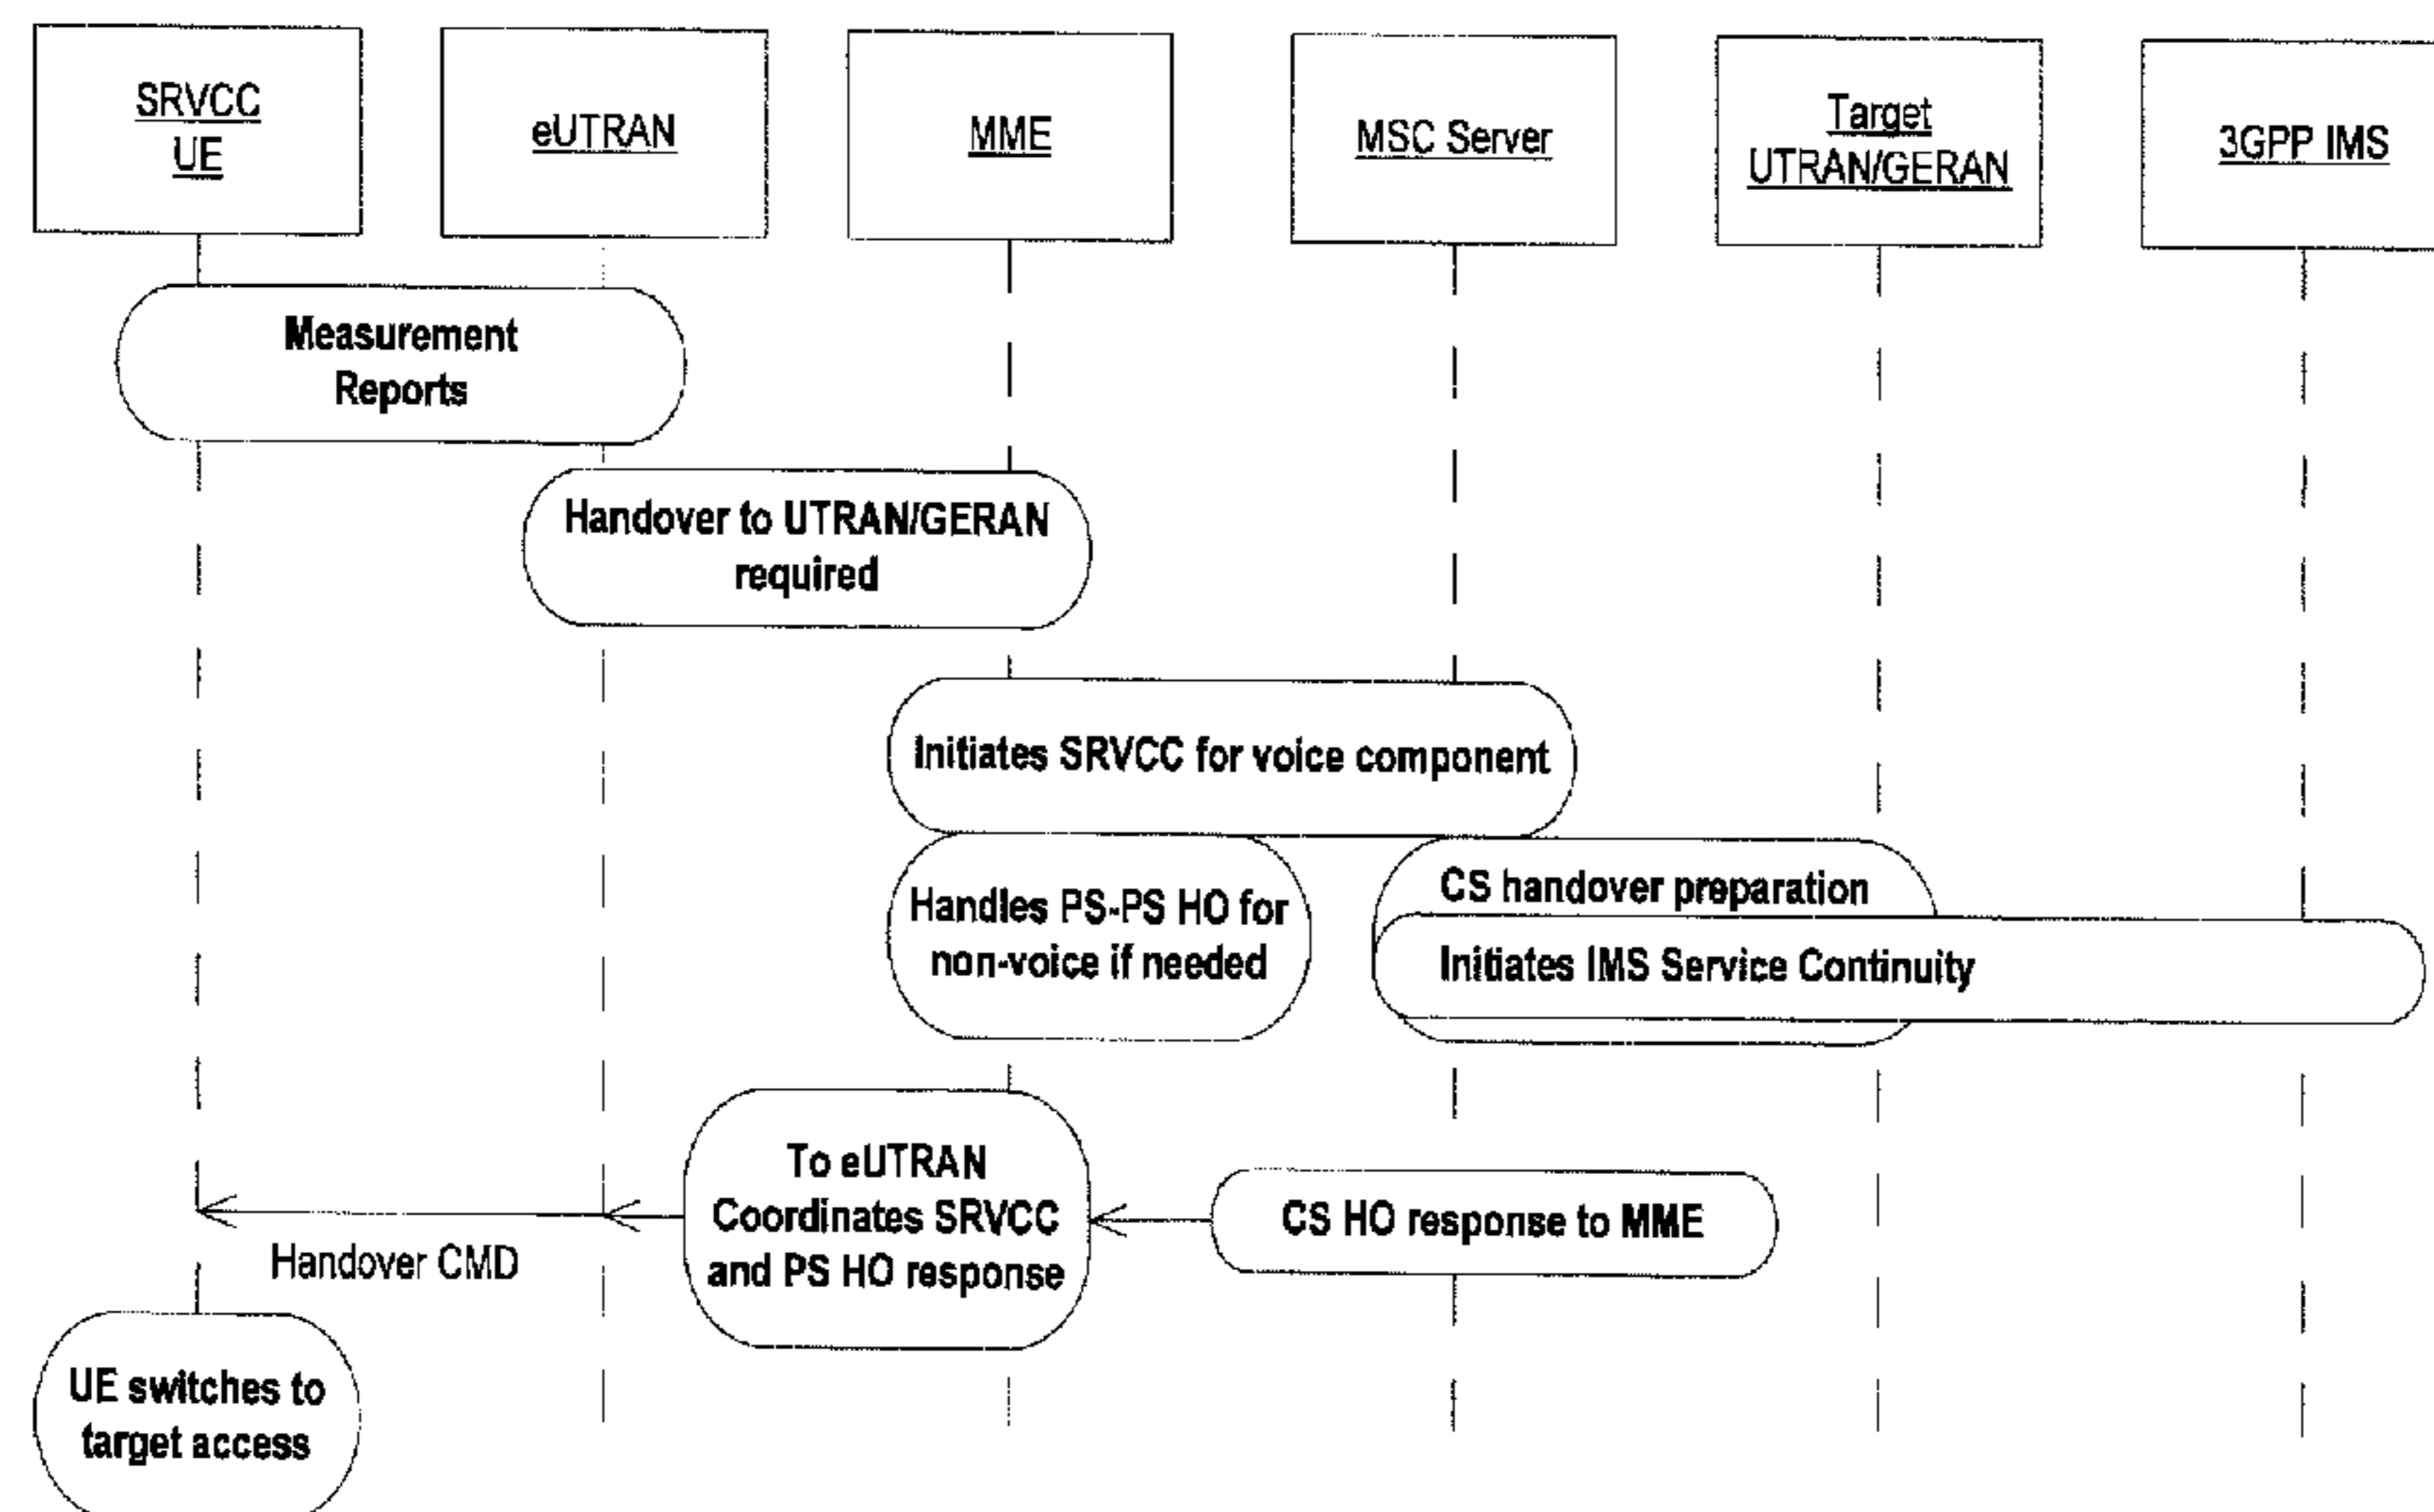 SRVCC
UE
eUTRAN
MME
MSC Server
Target
UTRAN/GERAN
3GPP IMS
Measurement
Reports
Handover to UTRAN/GERAN
required
Initiates SRVCC for voice component
Handles PS-PS HO for
non-voice if needed
CS handover preparation
Initiates IMS Service Continuity
To eUTRAN
Coordinates SRVCC
and PS HO response
CS HO response to MME
Handover CMD
UE switches to
target access